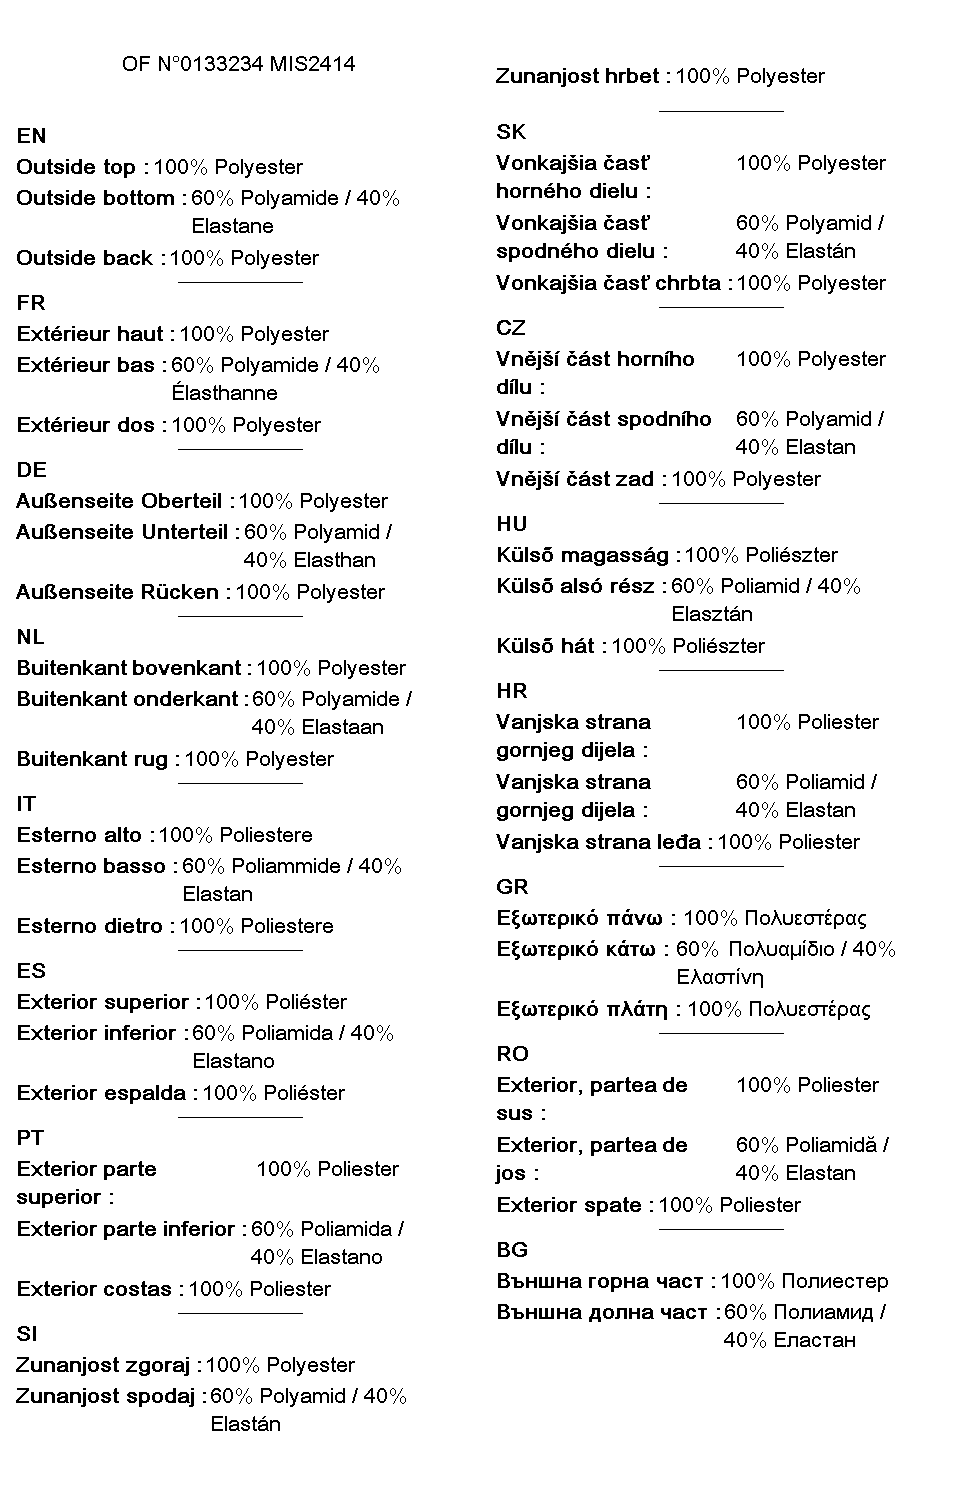 OF N°0133234 MIS2414
EN
Outside top : 100% Polyester
Outside bottom : 60% Polyamide / 40%
Elastane
Outside back : 100% Polyester
FR
Extérieur haut : 100% Polyester
Extérieur bas : 60% Polyamide / 40%
Élasthanne
Extérieur dos : 100% Polyester
DE
Außenseite Oberteil : 100% Polyester
Außenseite Unterteil : 60% Polyamid /
40% Elasthan
Außenseite Rücken : 100% Polyester
NL
Buitenkant bovenkant : 100% Polyester
Buitenkant onderkant : 60% Polyamide /
40% Elastaan
Buitenkant rug : 100% Polyester
IT
Esterno alto : 100% Poliestere
Esterno basso : 60% Poliammide / 40%
Elastan
Esterno dietro : 100% Poliestere
ES
Exterior superior : 100% Poliéster
Exterior inferior : 60% Poliamida / 40%
Elastano
Exterior espalda : 100% Poliéster
PT
Exterior parte 100% Poliester
superior :
Exterior parte inferior : 60% Poliamida /
40% Elastano
Exterior costas : 100% Poliester
SI
Zunanjost zgoraj : 100% Polyester
Zunanjost spodaj : 60% Polyamid / 40%
Elastán
Zunanjost hrbet : 100% Polyester
SK
Vonkajšia časť 100% Polyester
horného dielu :
Vonkajšia časť 60% Polyamid /
spodného dielu : 40% Elastán
Vonkajšia časť chrbta : 100% Polyester
CZ
Vnější část horního 100% Polyester
dílu :
Vnější část spodního 60% Polyamid /
dílu : 40% Elastan
Vnější část zad : 100% Polyester
HU
Külső magasság : 100% Poliészter
Külső alsó rész : 60% Poliamid / 40%
Elasztán
Külső hát : 100% Poliészter
HR
Vanjska strana 100% Poliester
gornjeg dijela :
Vanjska strana 60% Poliamid /
gornjeg dijela : 40% Elastan
Vanjska strana leđa : 100% Poliester
GR
Εξωτερικό πάνω : 100% Πολυεστέρας
Εξωτερικό κάτω : 60% Πολυαμίδιο / 40%
Ελαστίνη
Εξωτερικό πλάτη : 100% Πολυεστέρας
RO
Exterior, partea de 100% Poliester
sus :
Exterior, partea de 60% Poliamidă /
jos : 40% Elastan
Exterior spate : 100% Poliester
BG
Външна горна част : 100% Полиестер
Външна долна част : 60% Полиамид /
40% Еластан